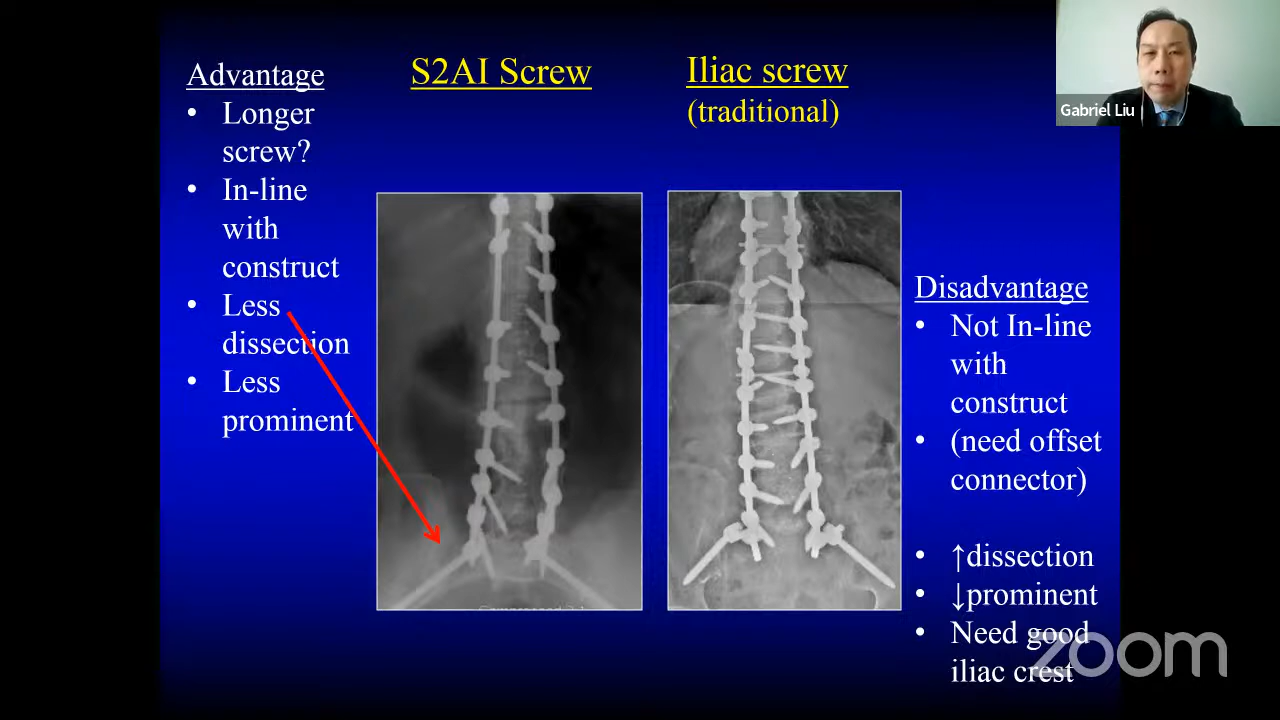 Advantage
• Longer
screw?
• In-line
with
construct
• Less
dissection
• Less
prominent
S2AI Screw
Iliac screw
(traditional)
Gabriel Liu
Disadvantage
• Not In-line
with
construct
• (need offset
connector)
• ↑dissection
• ↓prominent
• Need good
iliac crest
zoom